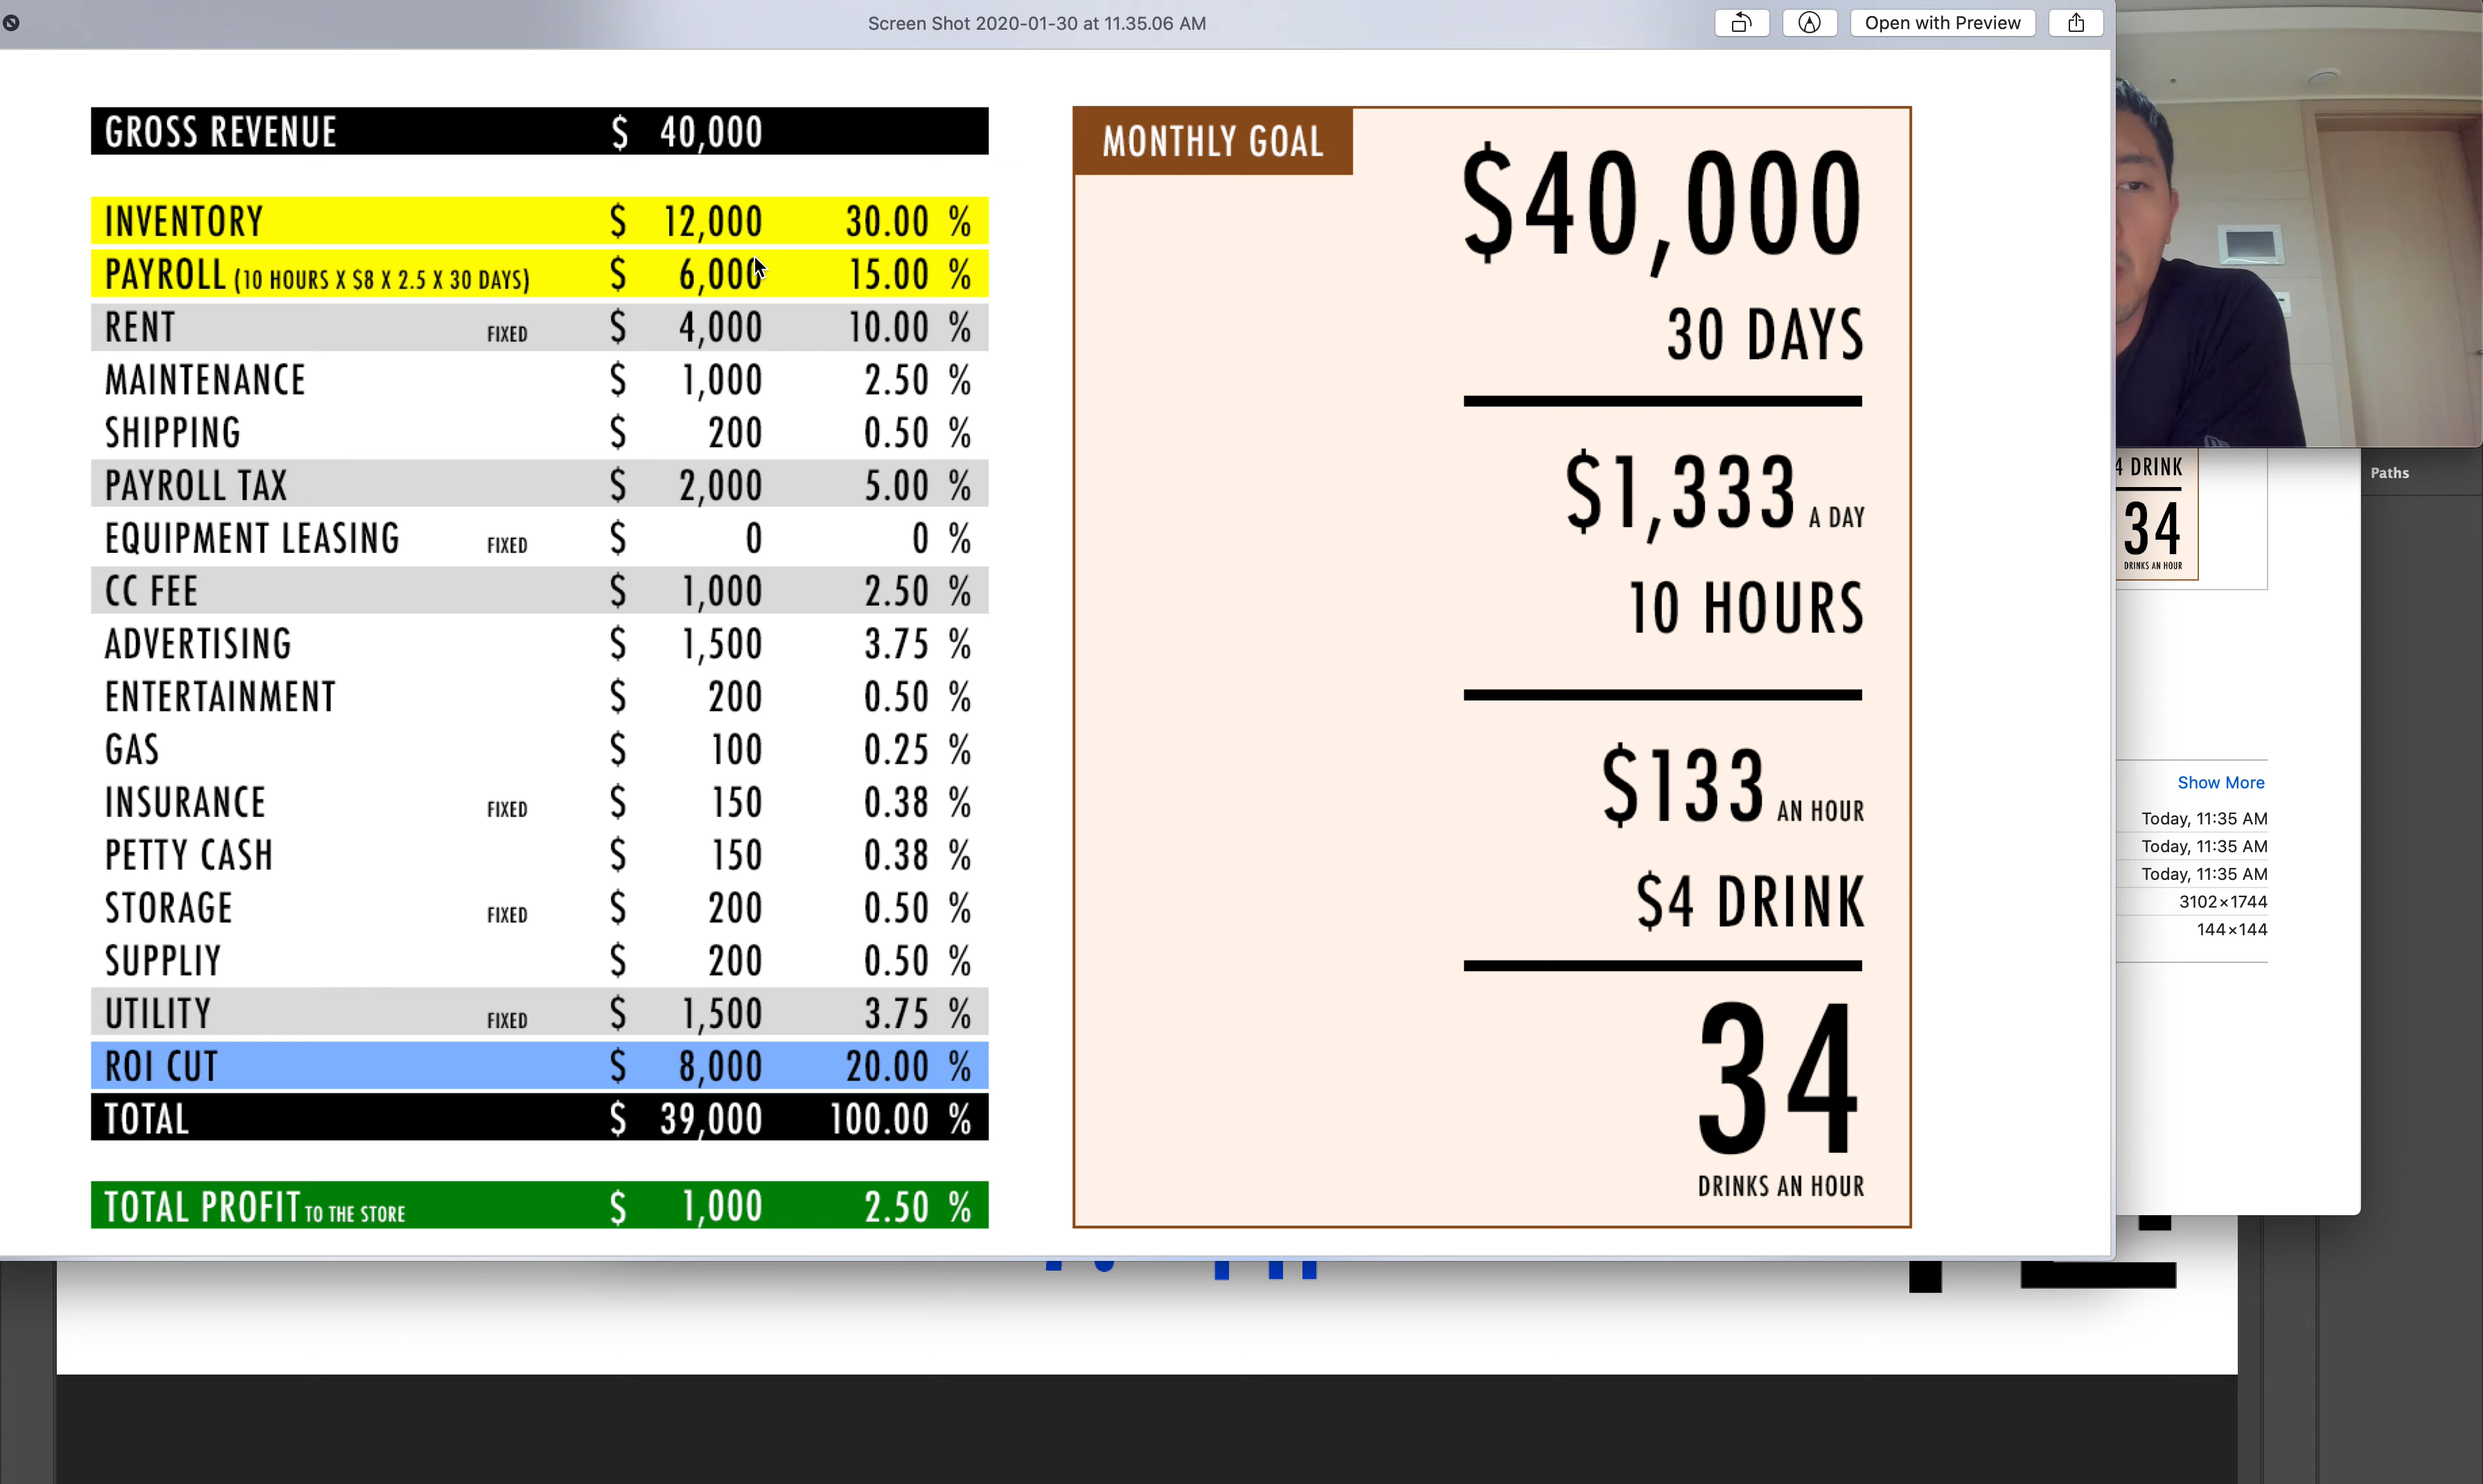 Screen Shot 2020-01-30 at 11.35.06 AM
Open with Preview
GROSS REVENUE $ 40,000
INVENTORY $ 12,000 30.00 %
PAYROLL (10 HOURS X $8 X 2.5 X 30 DAYS) $ 6,000 15.00 %
RENT FIXED $ 4,000 10.00 %
MAINTENANCE $ 1,000 2.50 %
SHIPPING $ 200 0.50 %
PAYROLL TAX $ 2,000 5.00 %
EQUIPMENT LEASING FIXED $ 0 0 %
CC FEE $ 1,000 2.50 %
ADVERTISING $ 1,500 3.75 %
ENTERTAINMENT $ 200 0.50 %
GAS $ 100 0.25 %
INSURANCE FIXED $ 150 0.38 %
PETTY CASH $ 150 0.38 %
STORAGE FIXED $ 200 0.50 %
SUPPLIY $ 200 0.50 %
UTILITY FIXED $ 1,500 3.75 %
ROI CUT $ 8,000 20.00 %
TOTAL $ 39,000 100.00 %
TOTAL PROFIT TO THE STORE $ 1,000 2.50 %
MONTHLY GOAL
$40,000
30 DAYS
$1,333 A DAY
10 HOURS
$133 AN HOUR
$4 DRINK
34
DRINKS AN HOUR
4 DRINK
34
DRINKS AN HOUR
Paths
Show More
Today, 11:35 AM
Today, 11:35 AM
Today, 11:35 AM
3102×1744
144×144